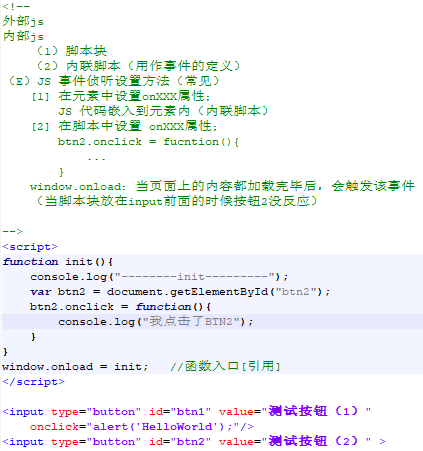 <!--
外部js
内部js
（1）脚本块
（2）内联脚本（用作事件的定义）
（E）JS 事件侦听设置方法（常见）
[1] 在元素中设置onXXX属性;
JS 代码嵌入到元素内（内联脚本）
[2] 在脚本中设置 onXXX属性;
btn2.onclick = fucntion(){
...
}
window.onload: 当页面上的内容都加载完毕后，会触发该事件
（当脚本块放在input前面的时候按钮2没反应）
-->
<script>
function init(){
console.log("--------init---------");
var btn2 = document.getElementById("btn2");
btn2.onclick = function(){
console.log("我点击了BTN2");
}
}
window.onload = init; //函数入口[引用]
</script>
<input type="button" id="btn1" value="测试按钮（1）"
onclick="alert('HelloWorld');"/>
<input type="button" id="btn2" value="测试按钮（2）" >